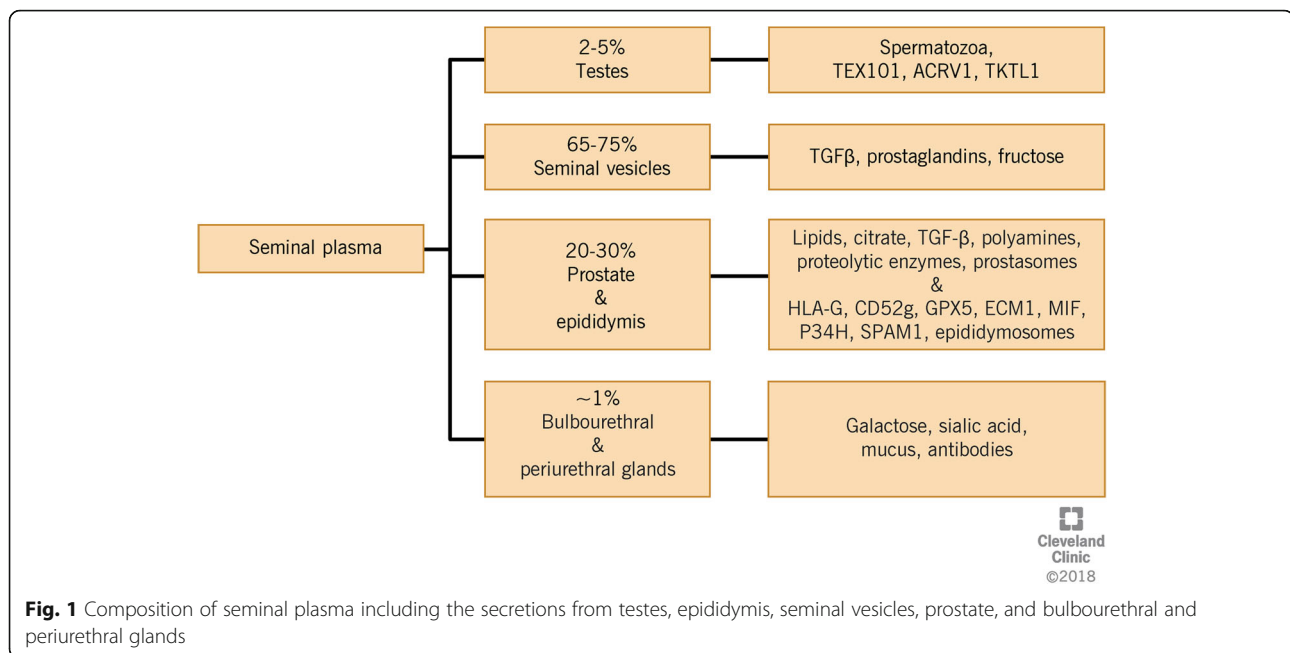 2-5%
Testes
Spermatozoa,
TEX101, ACRV1, TKTL1
65-75%
Seminal vesicles
TGFβ, prostaglandins, fructose
Seminal plasma
20-30%
Prostate
&
epididymis
Lipids, citrate, TGF-β, polyamines,
proteolytic enzymes, prostasomes
&
HLA-G, CD52g, GPX5, ECM1, MIF,
P34H, SPAM1, epididymosomes
~1%
Bulbourethral
&
periurethral glands
Galactose, sialic acid,
mucus, antibodies
Cleveland
Clinic
©2018
Fig. 1 Composition of seminal plasma including the secretions from testes, epididymis, seminal vesicles, prostate, and bulbourethral and
periurethral glands